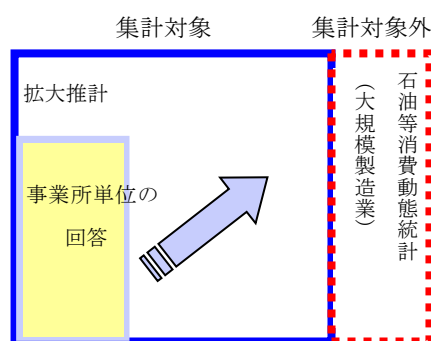 集計対象
集計対象外
拡大推計
事業所単位の
回答
石油等消費動態統計
（大規模製造業）